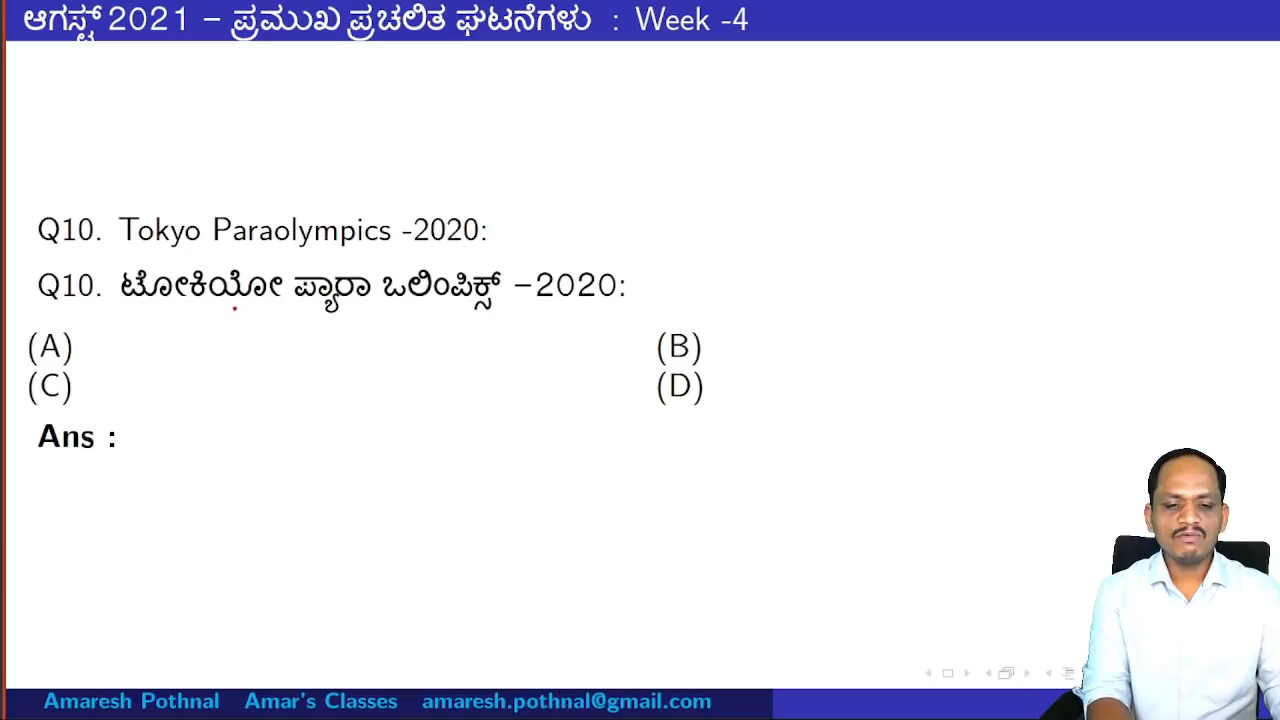 ಆಗಸ್ಟ್ 2021 – ಪ್ರಮುಖ ಪ್ರಚಲಿತ ಘಟನೆಗಳು : Week -4
Q10. Tokyo Paraolympics -2020:
Q10. ಟೋಕಿಯೋ ಪ್ಯಾರಾ ಒಲಿಂಪಿಕ್ಸ್ –2020:
(A) (B)
(C) (D)
Ans :
Amaresh Pothnal Amar's Classes amaresh.pothnal@gmail.com